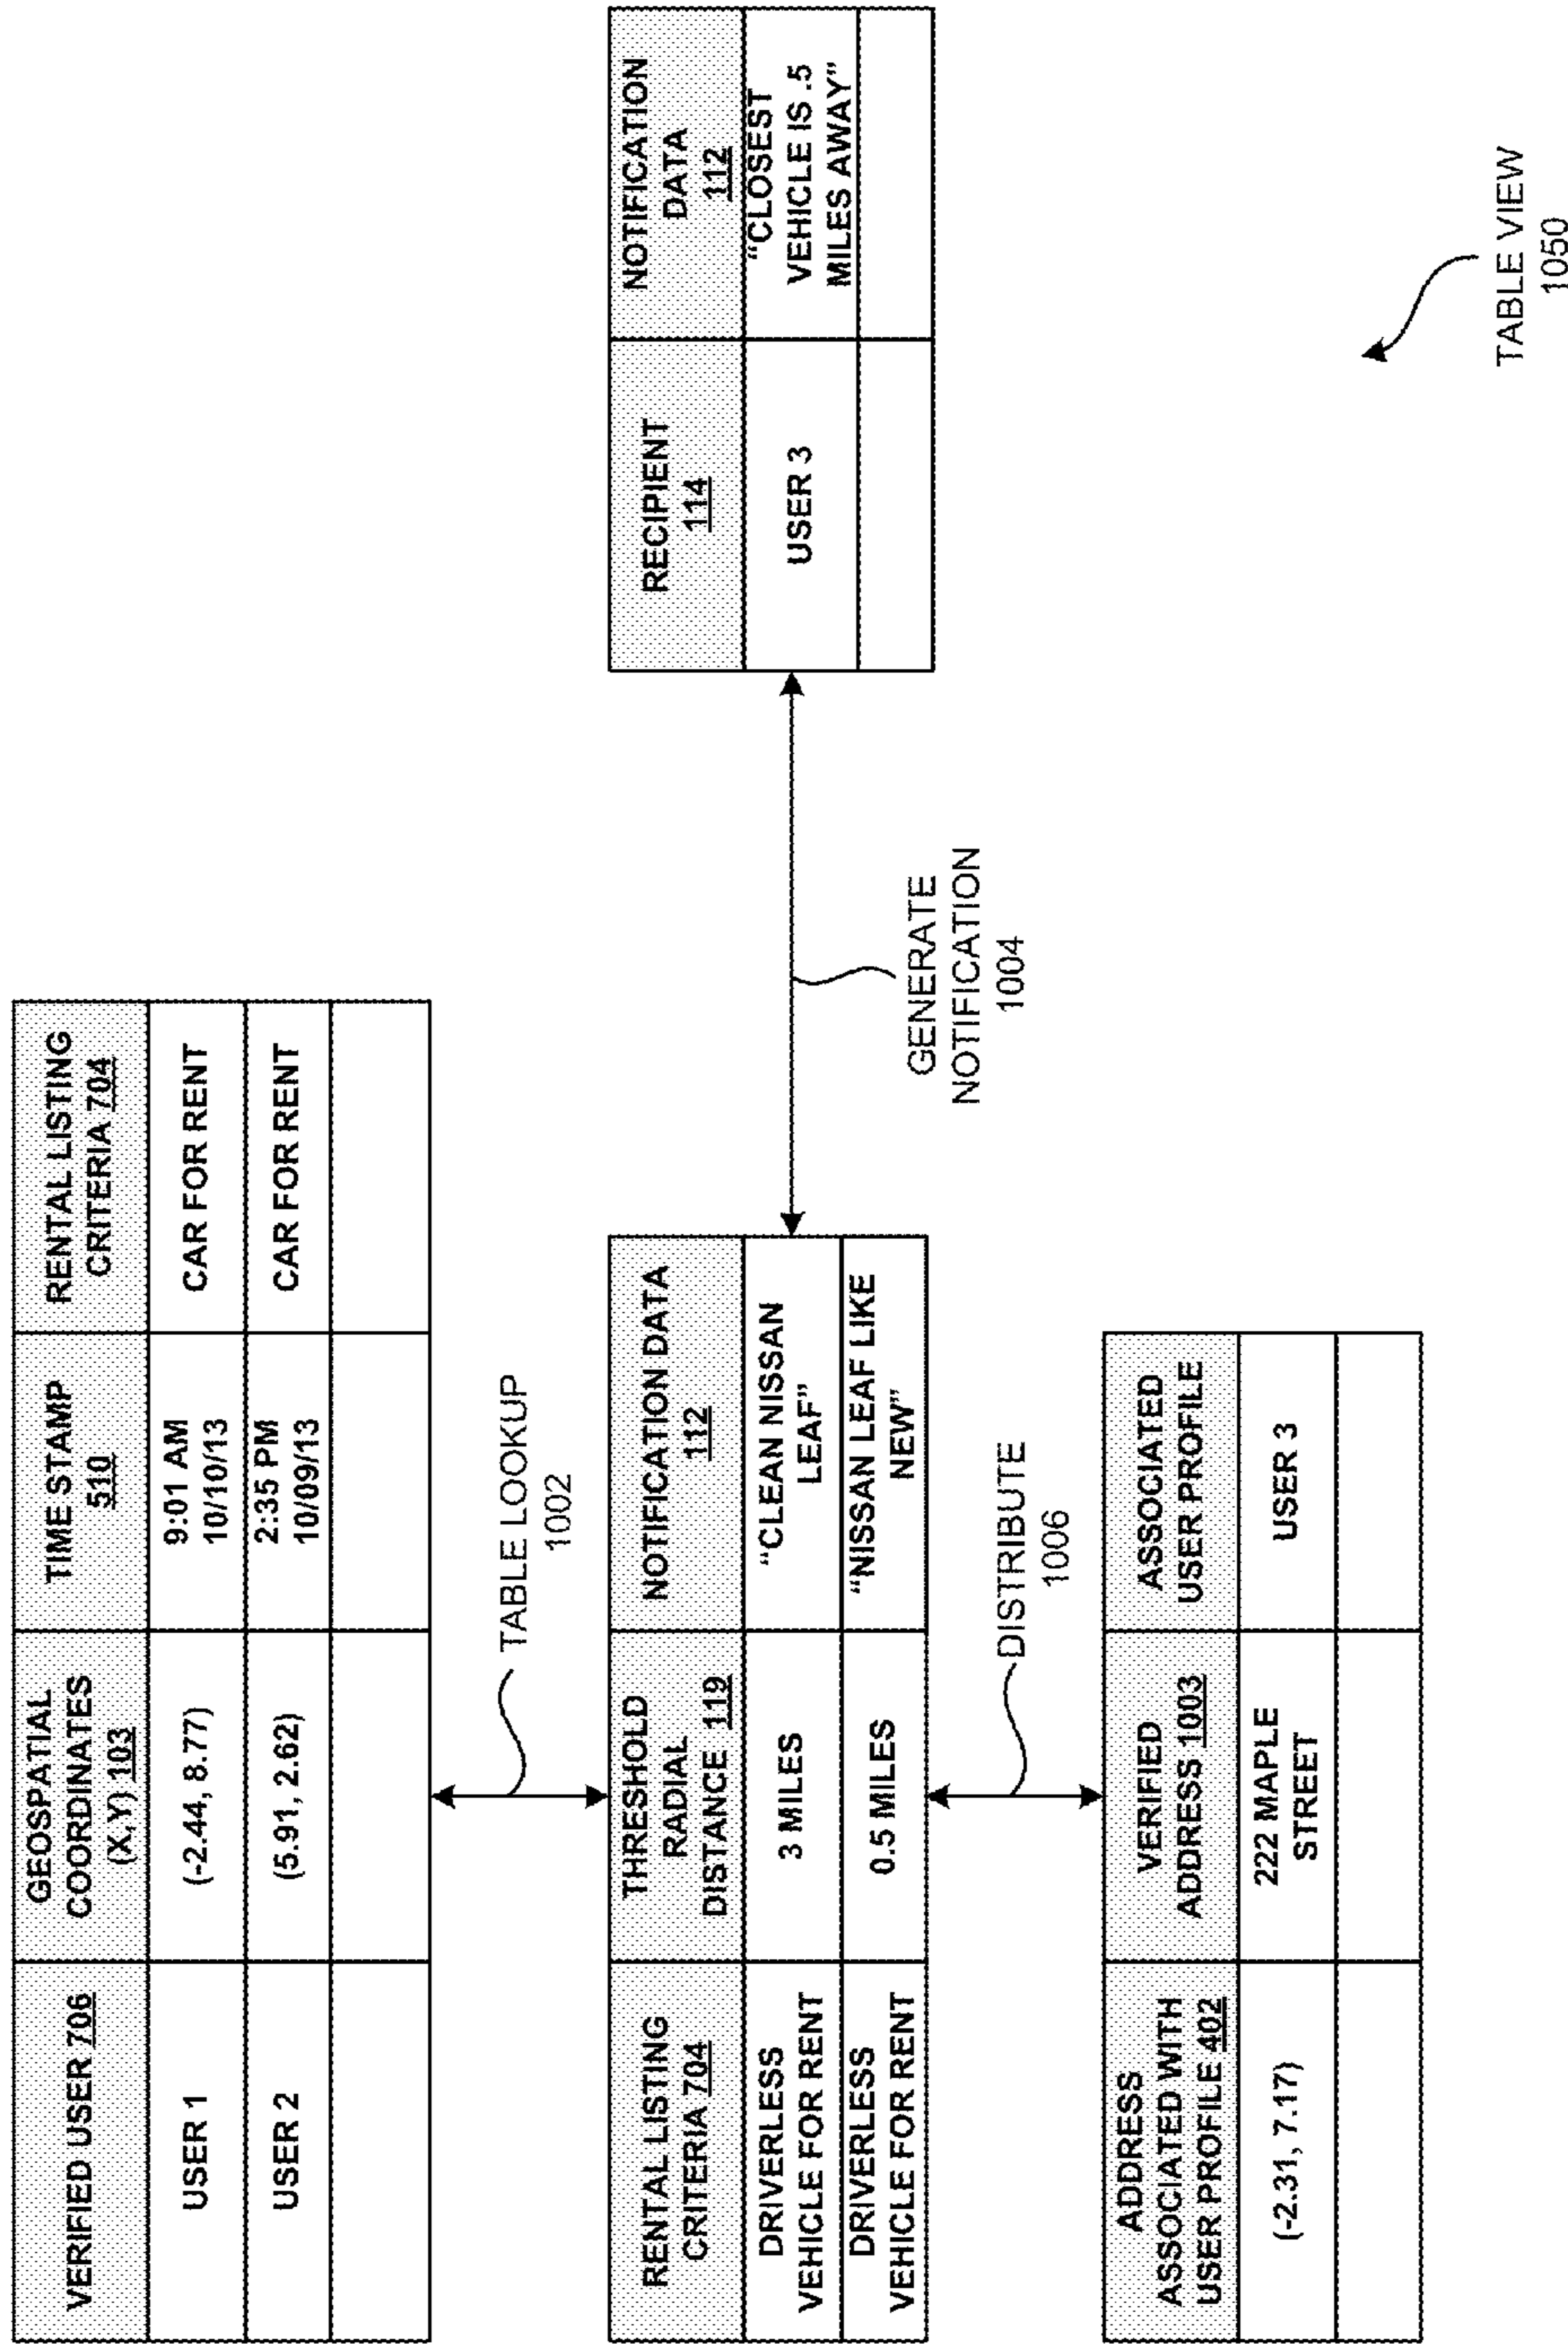 VERIFIED USER 706
GEOSPATIAL
COORDINATES
(X,Y) 103
TIME STAMP
510
RENTAL LISTING
CRITERIA 704
USER 1
(-2.44, 8.77)
9:01 AM
10/10/13
CAR FOR RENT
USER 2
(5.91, 2.62)
2:35 PM
10/09/13
CAR FOR RENT
TABLE LOOKUP
1002
RENTAL LISTING
CRITERIA 704
THRESHOLD
RADIAL
DISTANCE 119
NOTIFICATION DATA
112
DRIVERLESS
VEHICLE FOR RENT
3 MILES
“CLEAN NISSAN
LEAF”
DRIVERLESS
VEHICLE FOR RENT
0.5 MILES
“NISSAN LEAF LIKE
NEW”
GENERATE
NOTIFICATION
1004
RECIPIENT
114
NOTIFICATION
DATA
112
USER 3
“CLOSEST
VEHICLE IS .5
MILES AWAY”
DISTRIBUTE
1006
ADDRESS
ASSOCIATED WITH
USER PROFILE 402
VERIFIED
ADDRESS 1003
ASSOCIATED
USER PROFILE
(-2.31, 7.17)
222 MAPLE
STREET
USER 3
TABLE VIEW
1050